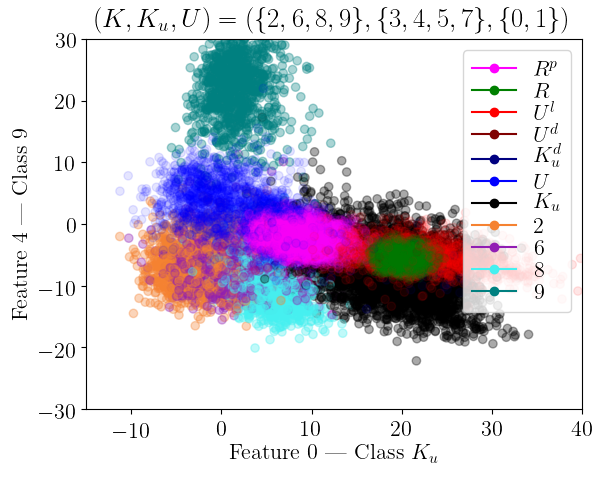 (K, K_u, U) = ({2, 6, 8, 9}, {3, 4, 5, 7}, {0, 1})
Feature 4 — Class 9
30
20
10
0
−10
−20
−30
R^p
R
U^l
U^d
K_u^d
U
K_u
2
6
8
9
−10
0
10
20
30
40
Feature 0 — Class K_u